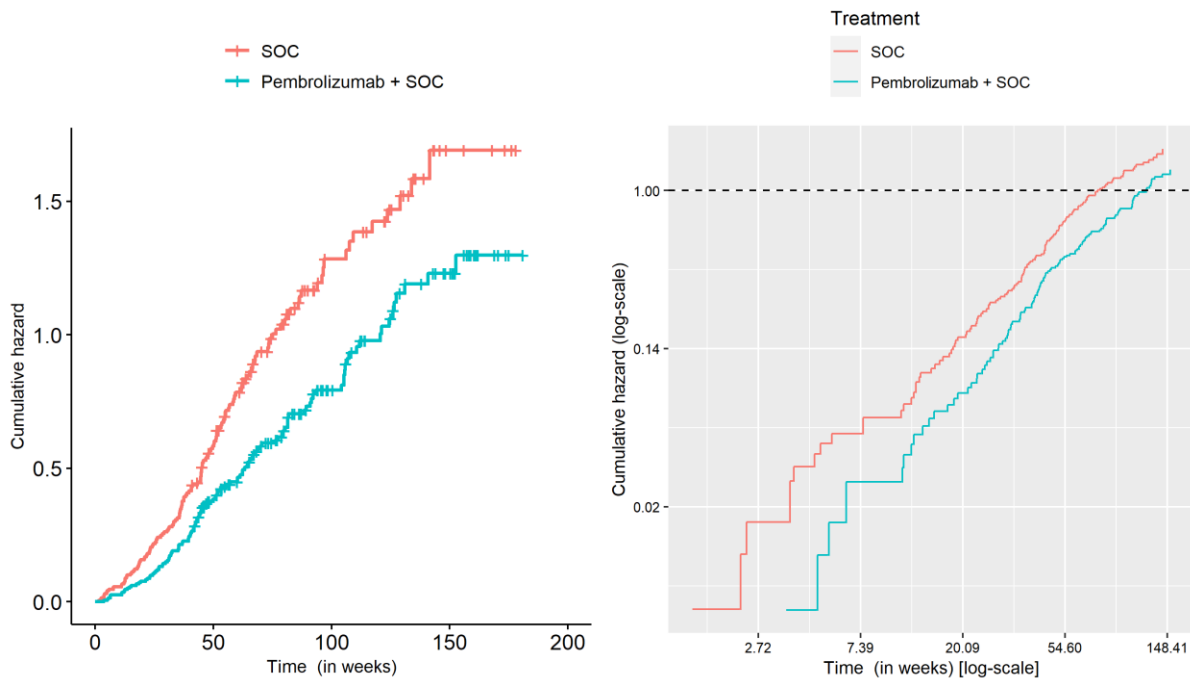 SOC
Pembrolizumab + SOC
Cumulative hazard
1.5
1.0
0.5
0.0
0
50
100
150
200
Time (in weeks)
Treatment
SOC
Pembrolizumab + SOC
Cumulative hazard (log-scale)
1.00
0.14
0.02
2.72
7.39
20.09
54.60
148.41
Time (in weeks) [log-scale]